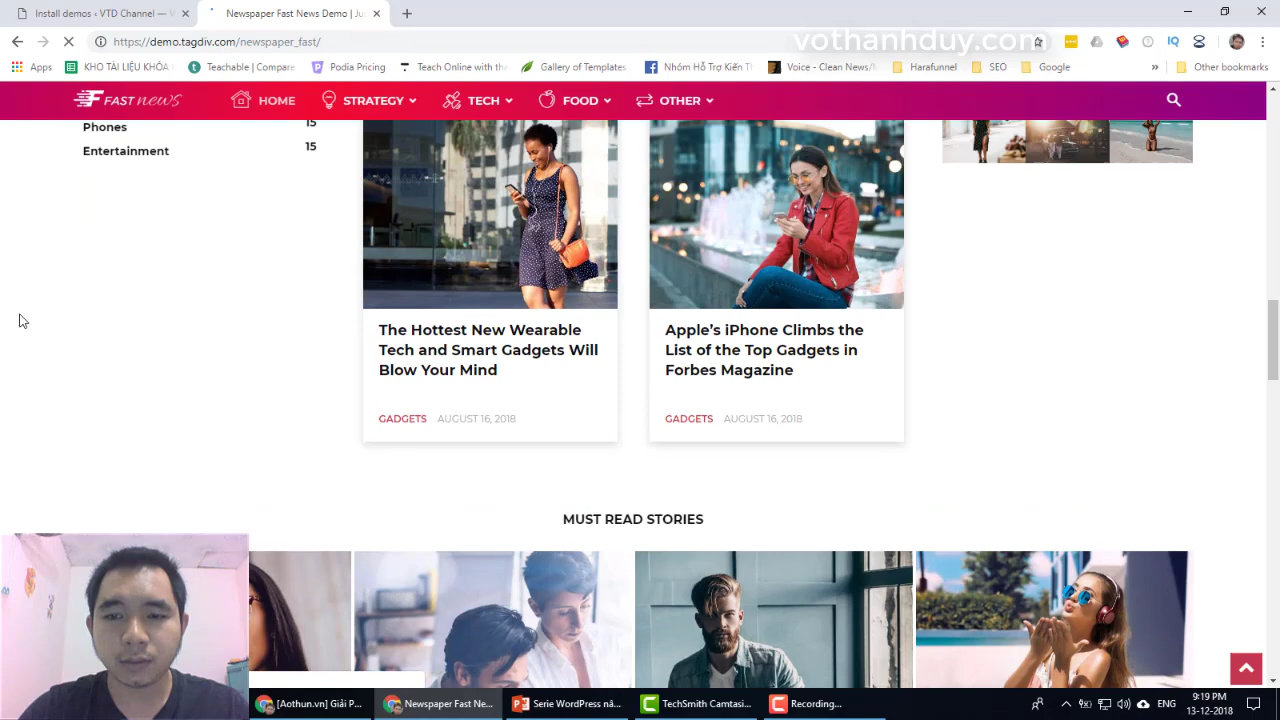 Install demos - VTD
Newspaper Fast News Demo | Ju
https://demo.tagdiv.com/newspaper_fast/
vothanhduy.com
Apps
KHO TÀI LIỆU KHÓA
Teachable | Compare
Podia Pricing
Teach Online with the
Gallery of Templates
Nhóm Hỗ Trợ Kiến Th
Voice - Clean News/M
Harafunnel
SEO
Google
»
Other bookmarks
FAST news
HOME
STRATEGY
TECH
FOOD
OTHER
Phones 15
Entertainment 15
The Hottest New Wearable
Tech and Smart Gadgets Will
Blow Your Mind
GADGETS AUGUST 16, 2018
Apple's iPhone Climbs the
List of the Top Gadgets in
Forbes Magazine
GADGETS AUGUST 16, 2018
MUST READ STORIES
[Aothun.vn] Giải P...
Newspaper Fast Ne...
Serie WordPress nâ...
TechSmith Camtasi...
Recording...
ENG
9:19 PM
13-12-2018